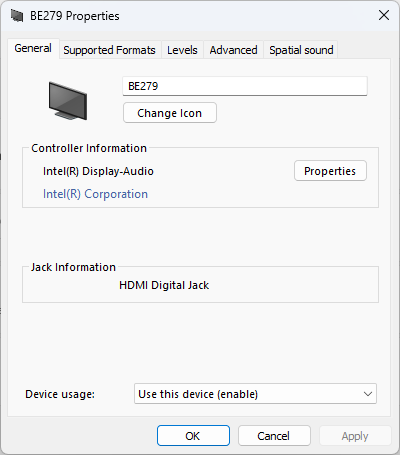 BE279 Properties
General Supported Formats Levels Advanced Spatial sound
BE279
Change Icon
Controller Information
Intel(R) Display-Audio Properties
Intel(R) Corporation
Jack Information
HDMI Digital Jack
Device usage: Use this device (enable)
OK Cancel Apply